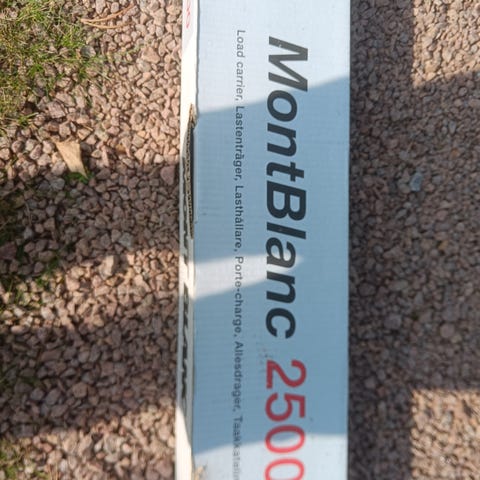 MontBlanc 2500
Load carrier, Lastenträger, Lasthållare, Porte-charge, Allesdrager,